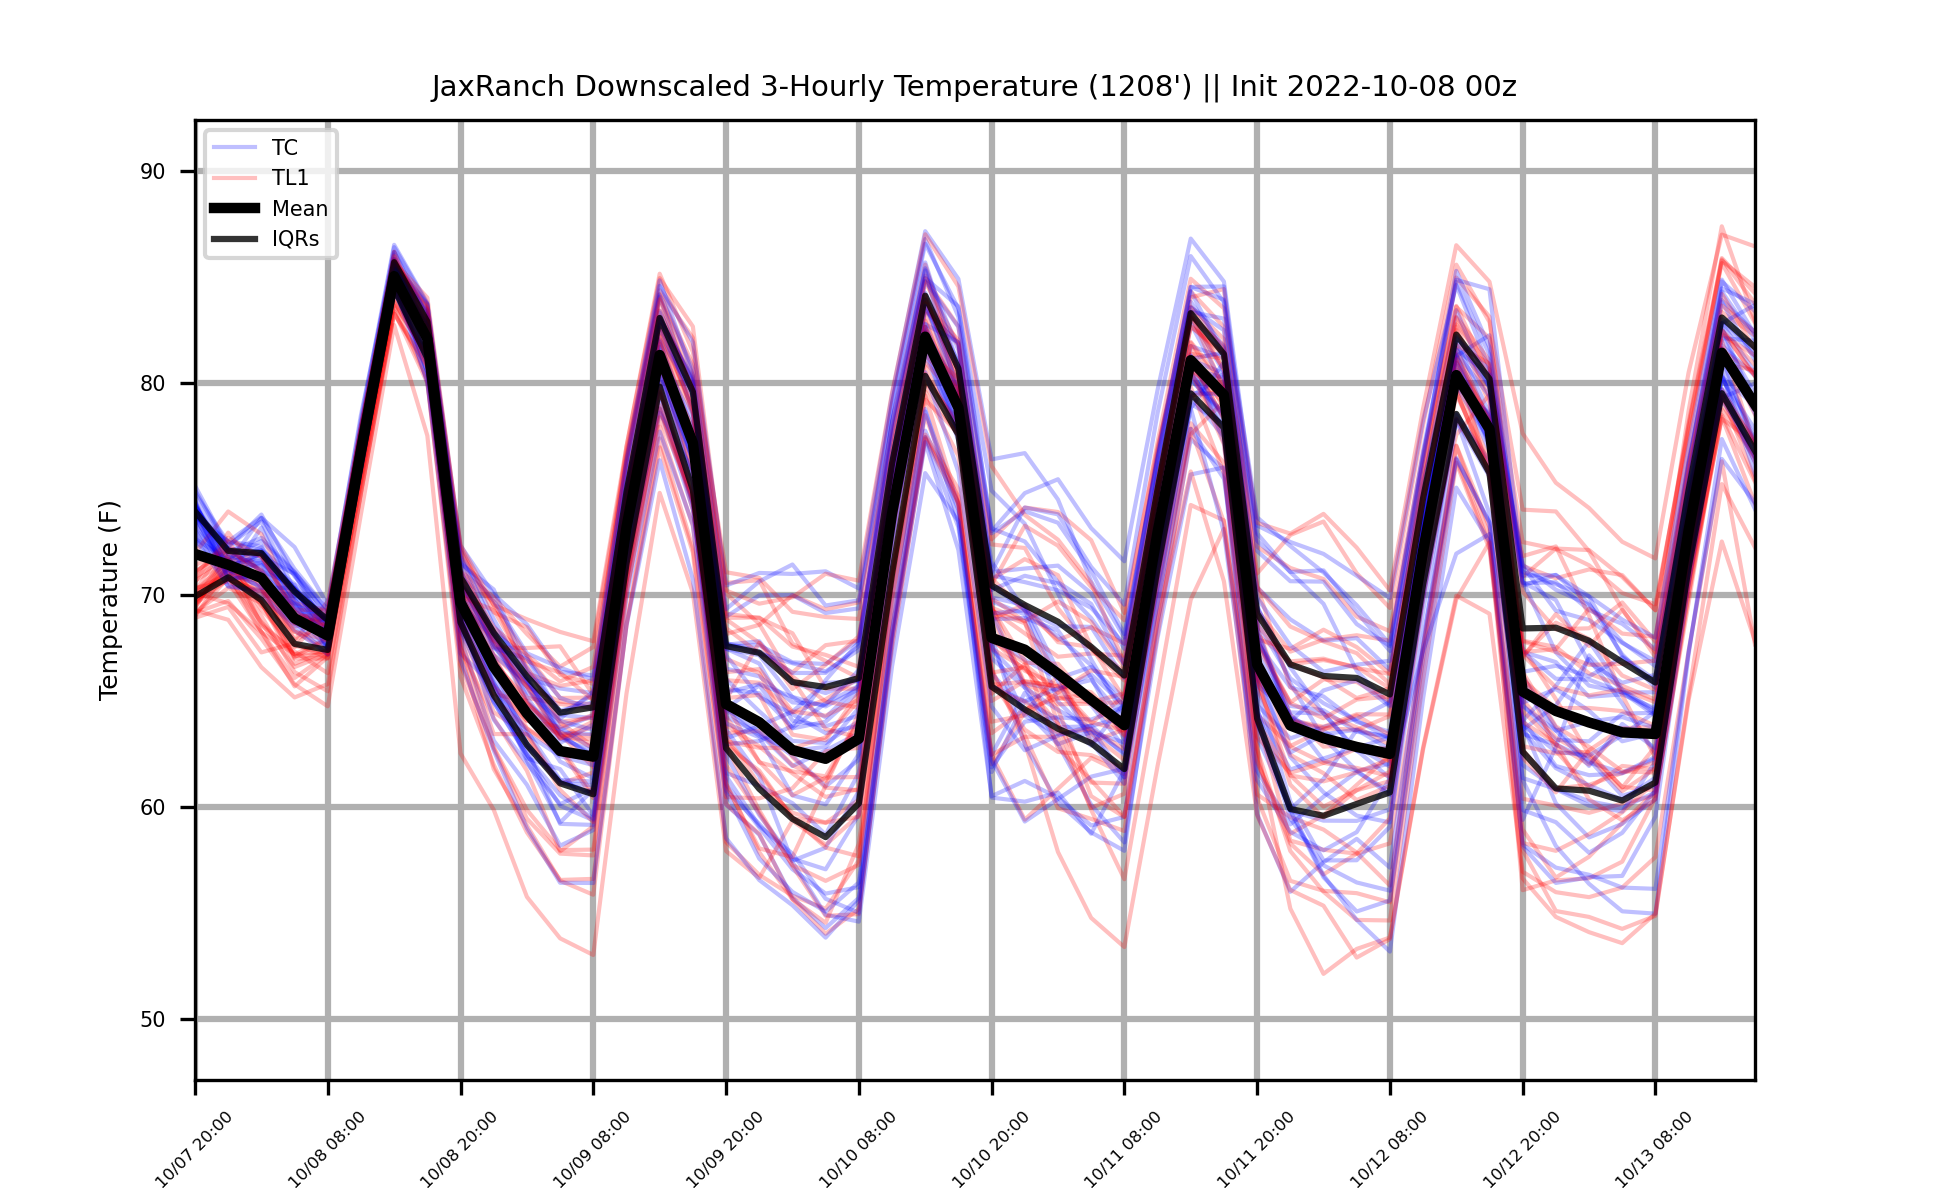 JaxRanch Downscaled 3-Hourly Temperature (1208') || Init 2022-10-08 00z
TC
TL1
Mean
IQRs
Temperature (F)
90
80
70
60
50
10/07 20:00
10/08 08:00
10/08 20:00
10/09 08:00
10/09 20:00
10/10 08:00
10/10 20:00
10/11 08:00
10/11 20:00
10/12 08:00
10/12 20:00
10/13 08:00